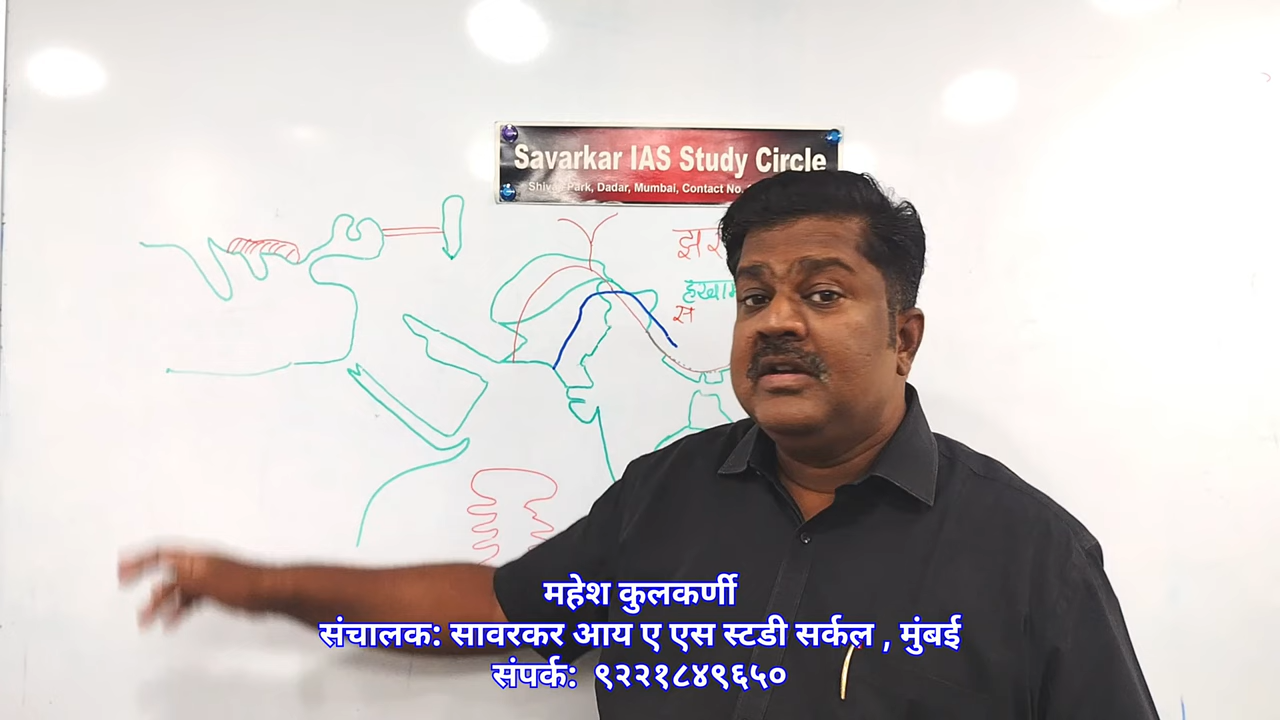 Savarkar IAS Study Circle
Shivaji Park, Dadar, Mumbai, Contact No.
स
महेश कुलकर्णी
संचालक: सावरकर आय ए एस स्टडी सर्कल , मुंबई
संपर्क: ९२२१८४९६५०